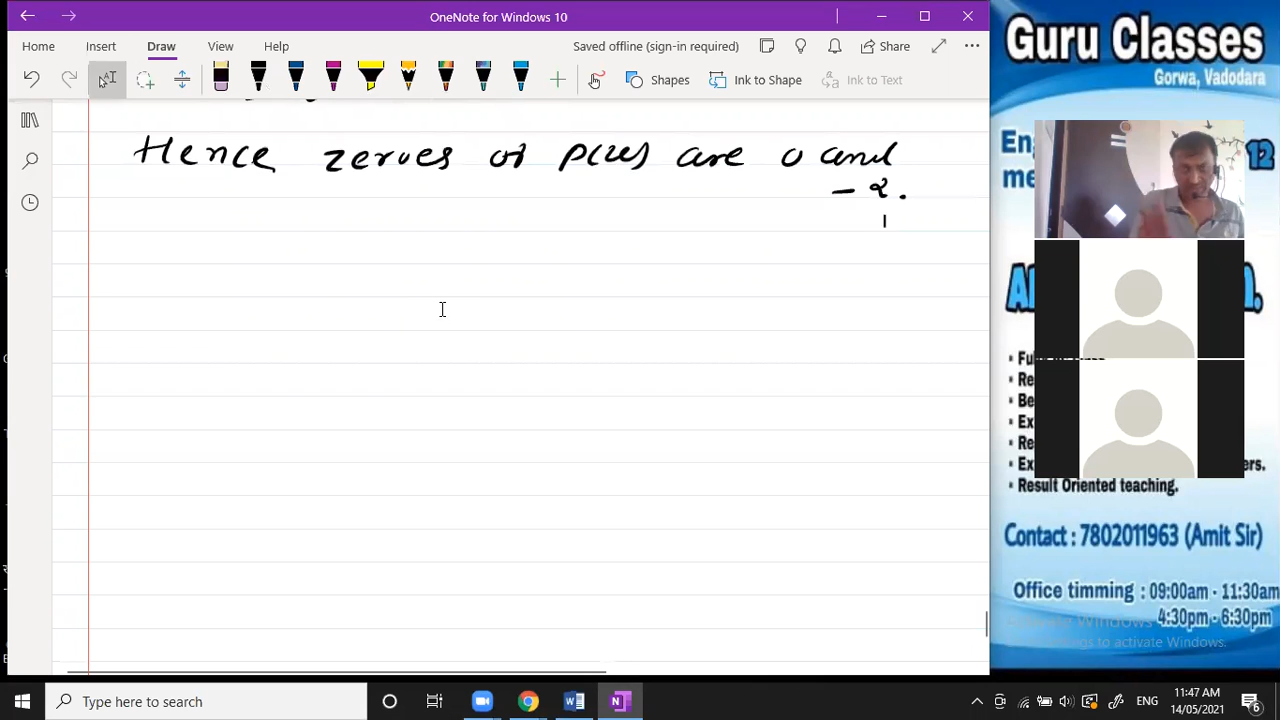 OneNote for Windows 10
Home Insert Draw View Help Saved offline (sign-in required) Share
Shapes Ink to Shape Ink to Text
Hence zeroes of p(x) are 0 and
- 2.
Guru Classes
Gorwa, Vadodara
12
Result Oriented teaching.
Contact : 7802011963 (Amit Sir)
Office timming : 09:00am - 11:30am
4:30pm - 6:30pm
Type here to search
ENG
11:47 AM
14/05/2021
6